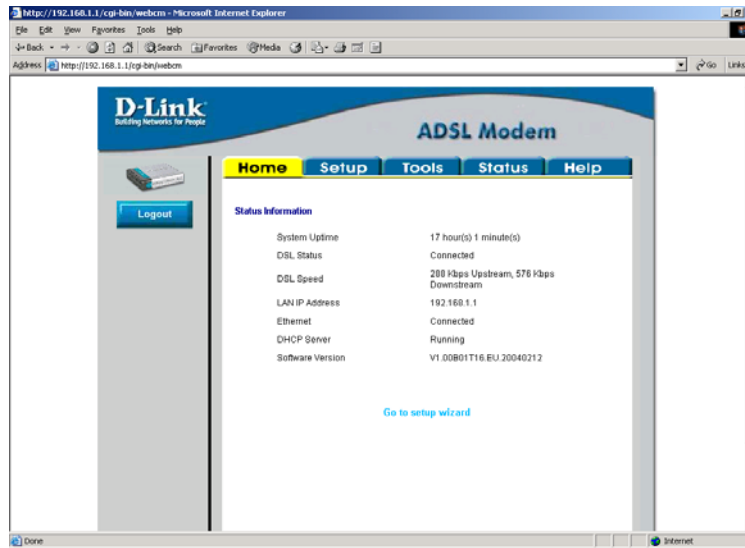 http://192.168.1.1/cgi-bin/webcm - Microsoft Internet Explorer
File Edit View Favorites Tools Help
Back Search Favorites Media
Address http://192.168.1.1/cgi-bin/webcm Go Links
D-Link
Building Networks for People
ADSL Modem
Home Setup Tools Status Help
Logout
Status Information
System Uptime 17 hour(s) 1 minute(s)
DSL Status Connected
DSL Speed 288 Kbps Upstream, 576 Kbps
Downstream
LAN IP Address 192.168.1.1
Ethernet Connected
DHCP Server Running
Software Version V1.00B01T16.EU.20040212
Go to setup wizard
Done Internet